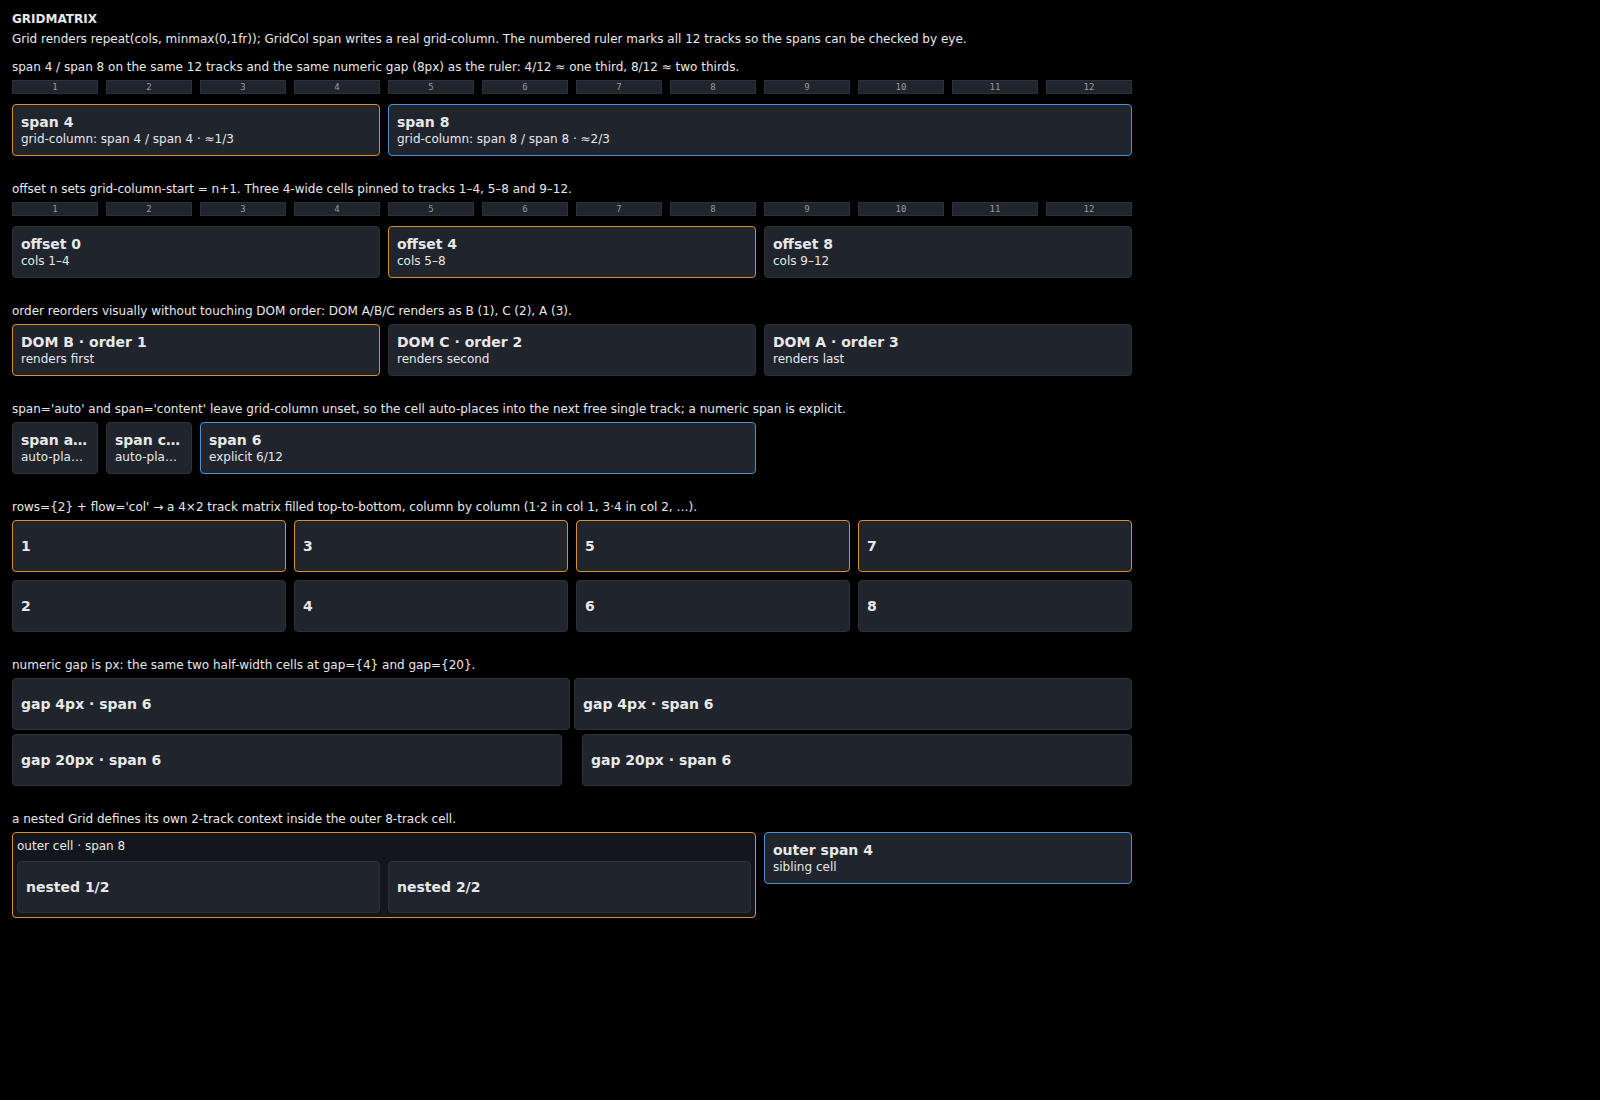 GRIDMATRIX
Grid renders repeat(cols, minmax(0,1fr)); GridCol span writes a real grid-column. The numbered ruler marks all 12 tracks so the spans can be checked by eye.
span 4 / span 8 on the same 12 tracks and the same numeric gap (8px) as the ruler: 4/12 ≈ one third, 8/12 ≈ two thirds.
1 2 3 4 5 6 7 8 9 10 11 12
span 4 span 8
grid-column: span 4 / span 4 · ≈1/3 grid-column: span 8 / span 8 · ≈2/3
offset n sets grid-column-start = n+1. Three 4-wide cells pinned to tracks 1–4, 5–8 and 9–12.
1 2 3 4 5 6 7 8 9 10 11 12
offset 0 offset 4 offset 8
cols 1–4 cols 5–8 cols 9–12
order reorders visually without touching DOM order: DOM A/B/C renders as B (1), C (2), A (3).
DOM B · order 1 DOM C · order 2 DOM A · order 3
renders first renders second renders last
span='auto' and span='content' leave grid-column unset, so the cell auto-places into the next free single track; a numeric span is explicit.
span a... span c... span 6
auto-pla... auto-pla... explicit 6/12
rows={2} + flow='col' → a 4×2 track matrix filled top-to-bottom, column by column (1·2 in col 1, 3·4 in col 2, ...).
1 3 5 7
2 4 6 8
numeric gap is px: the same two half-width cells at gap={4} and gap={20}.
gap 4px · span 6 gap 4px · span 6
gap 20px · span 6 gap 20px · span 6
a nested Grid defines its own 2-track context inside the outer 8-track cell.
outer cell · span 8
nested 1/2 nested 2/2
outer span 4
sibling cell